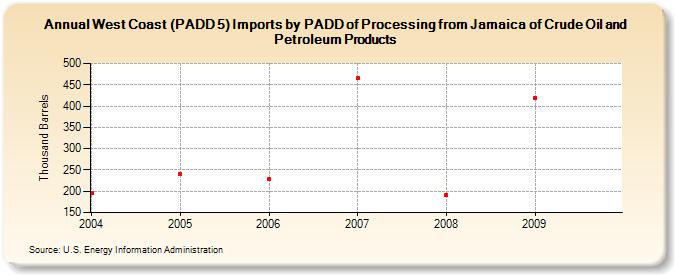 Annual West Coast (PADD 5) Imports by PADD of Processing from Jamaica of Crude Oil and
Petroleum Products
Thousand Barrels
500
450
400
350
300
250
200
150
2004 2005 2006 2007 2008 2009
Source: U.S. Energy Information Administration